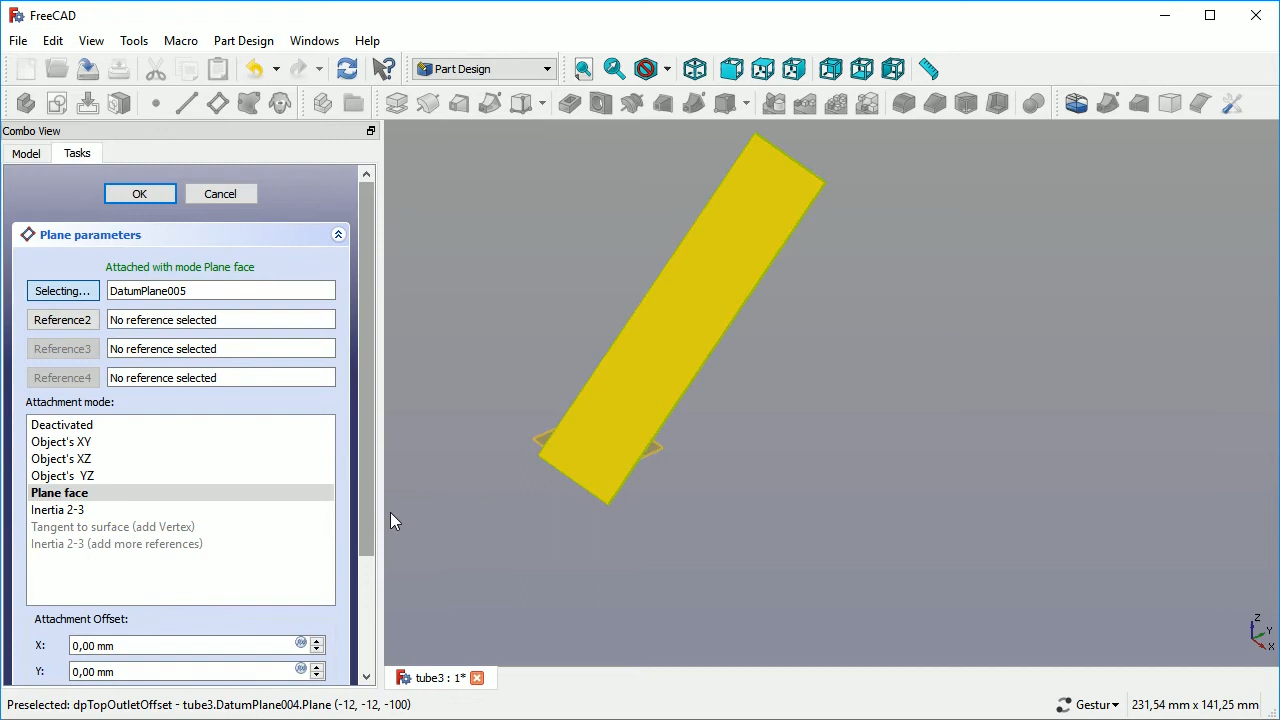 FreeCAD
File Edit View Tools Macro Part Design Windows Help
Part Design
Combo View
Model Tasks
OK Cancel
Plane parameters
Attached with mode Plane face
Selecting... DatumPlane005
Reference2 No reference selected
Reference3 No reference selected
Reference4 No reference selected
Attachment mode:
Deactivated
Object's XY
Object's XZ
Object's  YZ
Plane face
Inertia 2-3
Tangent to surface (add Vertex)
Inertia 2-3 (add more references)
Attachment Offset:
X: 0,00 mm
Y: 0,00 mm
Z
Y
X
tube3 : 1*
Preselected: dpTopOutletOffset - tube3.DatumPlane004.Plane (-12, -12, -100) Gestur 231,54 mm x 141,25 mm